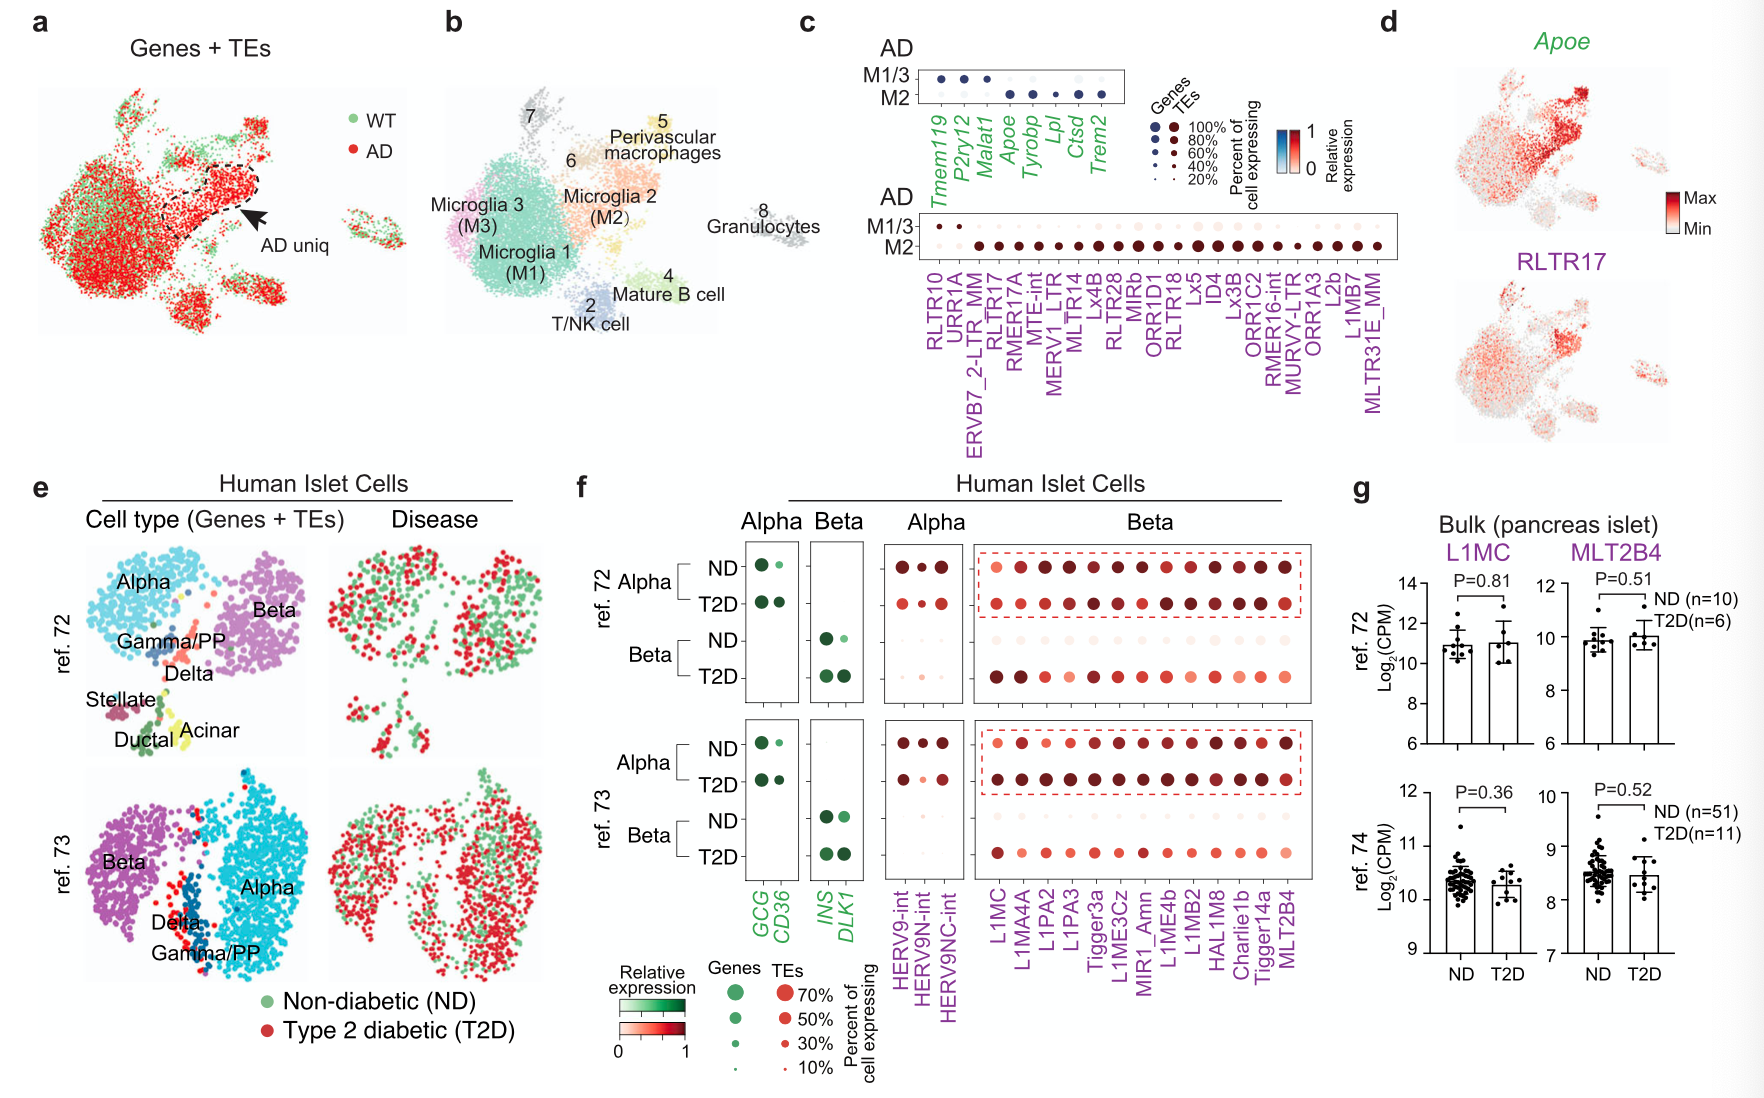 a
Genes + TEs
WT
AD
AD uniq
b
7
5
Perivascular
macrophages
6
Microglia 2
(M2)
Microglia 3
(M3)
Microglia 1
(M1)
8
Granulocytes
4
Mature B cell
2
T/NK cell
c
AD
M1/3
M2
Tmem119
P2ry12
Malat1
Apoe
Tyrobp
Lpl
Ctsd
Trem2
Genes
TEs
100%
80%
60%
40%
20%
Percent of
cell expressing
1
0
Relative
expression
AD
M1/3
M2
RLTR10
URR1A
ERVB7_2-LTR_MM
RLTR17
RMER17A
MTE-int
MERV1_LTR
MLTR14
Lx4B
RLTR28
MIRb
ORR1D1
RLTR18
Lx5
ID4
Lx3B
ORR1C2
RMER16-int
MURVY-LTR
ORR1A3
L2b
L1MB7
MLTR31E_MM
d
Apoe
Max
Min
RLTR17
e
Human Islet Cells
Cell type (Genes + TEs)
Disease
ref. 72
Alpha
Beta
Gamma/PP
Delta
Stellate
Acinar
Ductal
ref. 73
Beta
Alpha
Delta
Gamma/PP
Non-diabetic (ND)
Type 2 diabetic (T2D)
f
Human Islet Cells
Alpha
Beta
Alpha
Beta
ref. 72
Alpha
ND
T2D
Beta
ND
T2D
ref. 73
Alpha
ND
T2D
Beta
ND
T2D
GCG
CD36
INS
DLK1
HERV9-int
HERV9N-int
HERV9NC-int
L1MC
L1MA4A
L1PA2
L1PA3
Tigger3a
L1ME3Cz
MIR1_Amn
L1ME4b
L1MB2
HAL1M8
Charlie1b
Tigger14a
MLT2B4
Relative
expression
0
1
Genes
TEs
70%
50%
30%
10%
Percent of
cell expressing
g
Bulk (pancreas islet)
L1MC
MLT2B4
ref. 72
Log2(CPM)
14
12
10
8
6
P=0.81
12
10
8
6
P=0.51
ND (n=10)
T2D(n=6)
ref. 74
Log2(CPM)
12
11
10
9
P=0.36
ND
T2D
10
9
8
7
P=0.52
ND
T2D
ND (n=51)
T2D(n=11)